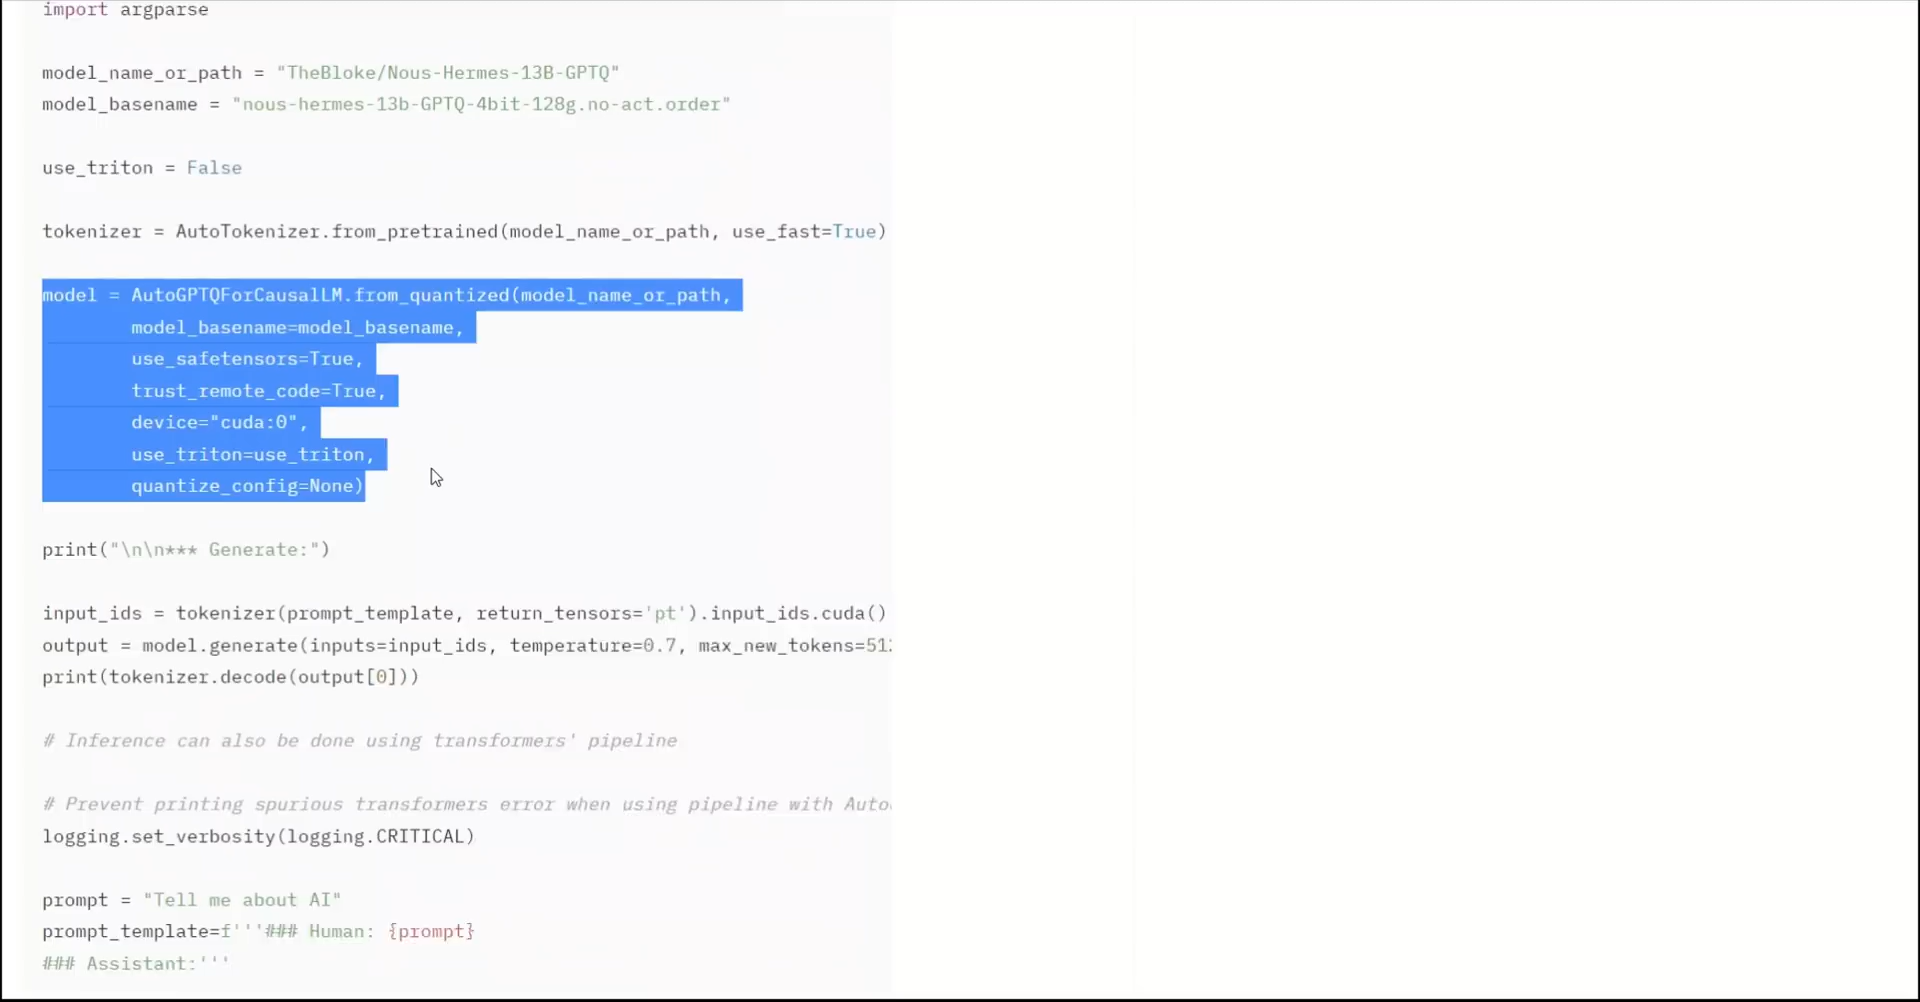 import argparse
model_name_or_path = "TheBloke/Nous-Hermes-13B-GPTQ"
model_basename = "nous-hermes-13b-GPTQ-4bit-128g.no-act.order"
use_triton = False
tokenizer = AutoTokenizer.from_pretrained(model_name_or_path, use_fast=True)
model = AutoGPTQForCausalLM.from_quantized(model_name_or_path,
model_basename=model_basename,
use_safetensors=True,
trust_remote_code=True,
device="cuda:0",
use_triton=use_triton,
quantize_config=None)
print("\n\n*** Generate:")
input_ids = tokenizer(prompt_template, return_tensors='pt').input_ids.cuda()
output = model.generate(inputs=input_ids, temperature=0.7, max_new_tokens=51
print(tokenizer.decode(output[0]))
# Inference can also be done using transformers' pipeline
# Prevent printing spurious transformers error when using pipeline with Auto
logging.set_verbosity(logging.CRITICAL)
prompt = "Tell me about AI"
prompt_template=f'''### Human: {prompt}
### Assistant:'''